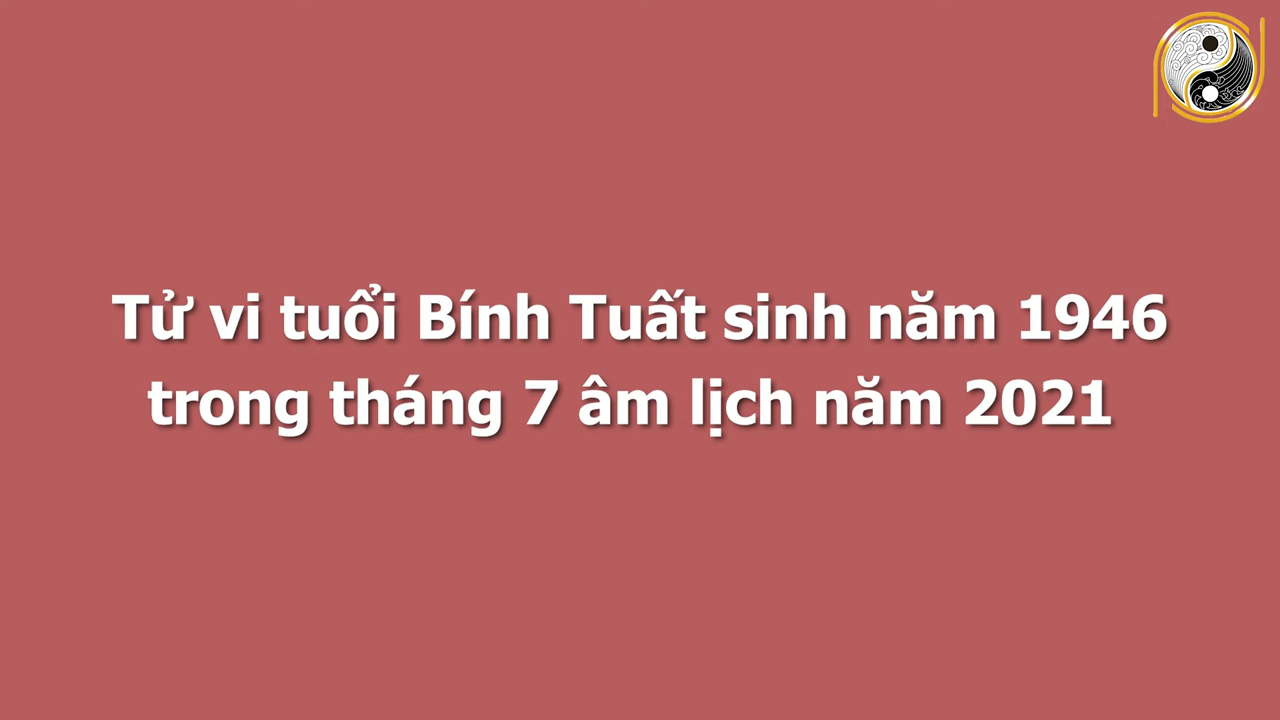 Tử vi tuổi Bính Tuất sinh năm 1946
trong tháng 7 âm lịch năm 2021